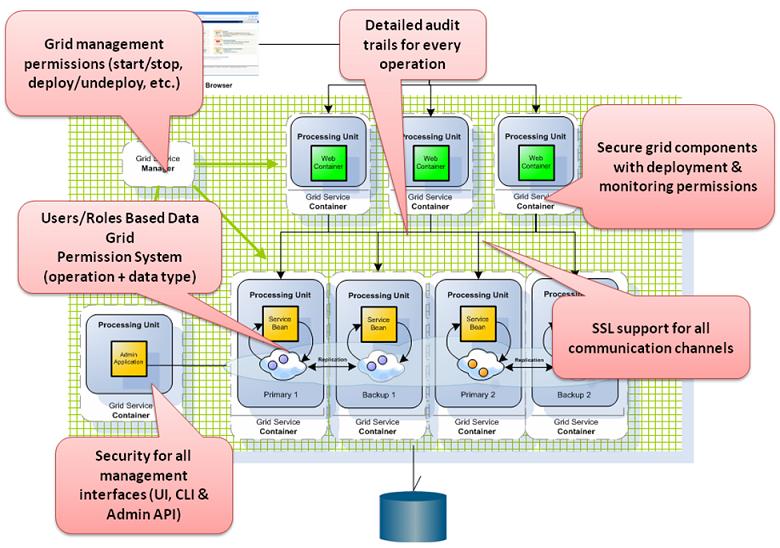 Grid management
permissions (start/stop,
deploy/undeploy, etc.)
Browser
Detailed audit
trails for every
operation
Secure grid components
with deployment &
monitoring permissions
Processing Unit
Web
Container
Grid Service
Container
Processing Unit
Web
Container
Grid Service
Container
Processing Unit
Web
Container
Grid Service
Container
Grid Service
Manager
Users/Roles Based Data
Grid
Permission System
(operation + data type)
SSL support for all
communication channels
Processing Unit
Admin
Application
Grid Service
Container
Processing Unit
Service
Bean
Replication
Primary 1
Grid Service
Container
Processing Unit
Service
Bean
Backup 1
Grid Service
Container
Processing Unit
Service
Bean
Replication
Primary 2
Grid Service
Container
Processing
Backup 2
Grid Service
Container
Security for all
management
interfaces (UI, CLI &
Admin API)